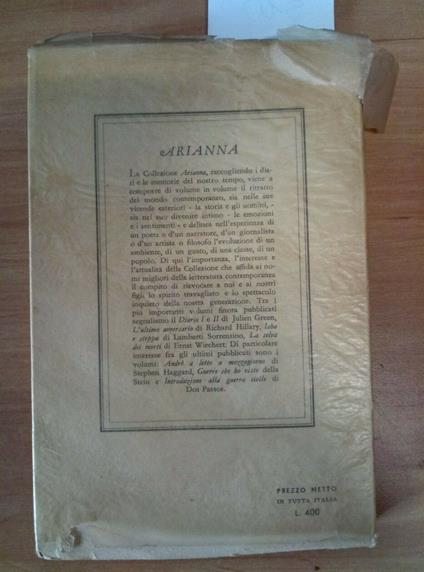 ARIANNA
La Collezione Arianna, raccogliendo i dia-
ri e le memorie del nostro tempo, viene a
comporre di volume in volume il ritratto
del mondo contemporaneo, sia nelle sue
vicende esteriori - la storia e gli uomini, -
sia nel suo divenire intimo - le emozioni
e i sentimenti - e delinea nell'esperienza di
un poeta o d'un narratore, d'un giornalista
o d'un artista o filosofo l'evoluzione di un
ambiente, di un gusto, di una classe, di un
popolo. Di qui l'importanza, l'interesse e
l'attualità della Collezione che affida ai no-
mi migliori della letteratura contemporanea
il compito di rievocare a noi e ai nostri
figli lo spirito travagliato e lo spettacolo
inquieto della nostra generazione. Tra i
più importanti volumi finora pubblicati
segnaliamo il Diario I e II di Julien Green,
L'ultimo avversario di Richard Hillary, Isba
e steppa di Lamberti Sorrentino, La selva
dei morti di Ernst Wiechert. Di particolare
interesse fra gli ultimi pubblicati sono i
volumi: Andrò a letto a mezzogiorno di
Stephen Haggard, Guerre che ho visto della
Stein e Introduzione alla guerra civile di
Dos Passos.
PREZZO NETTO
IN TUTTA ITALIA
L. 400